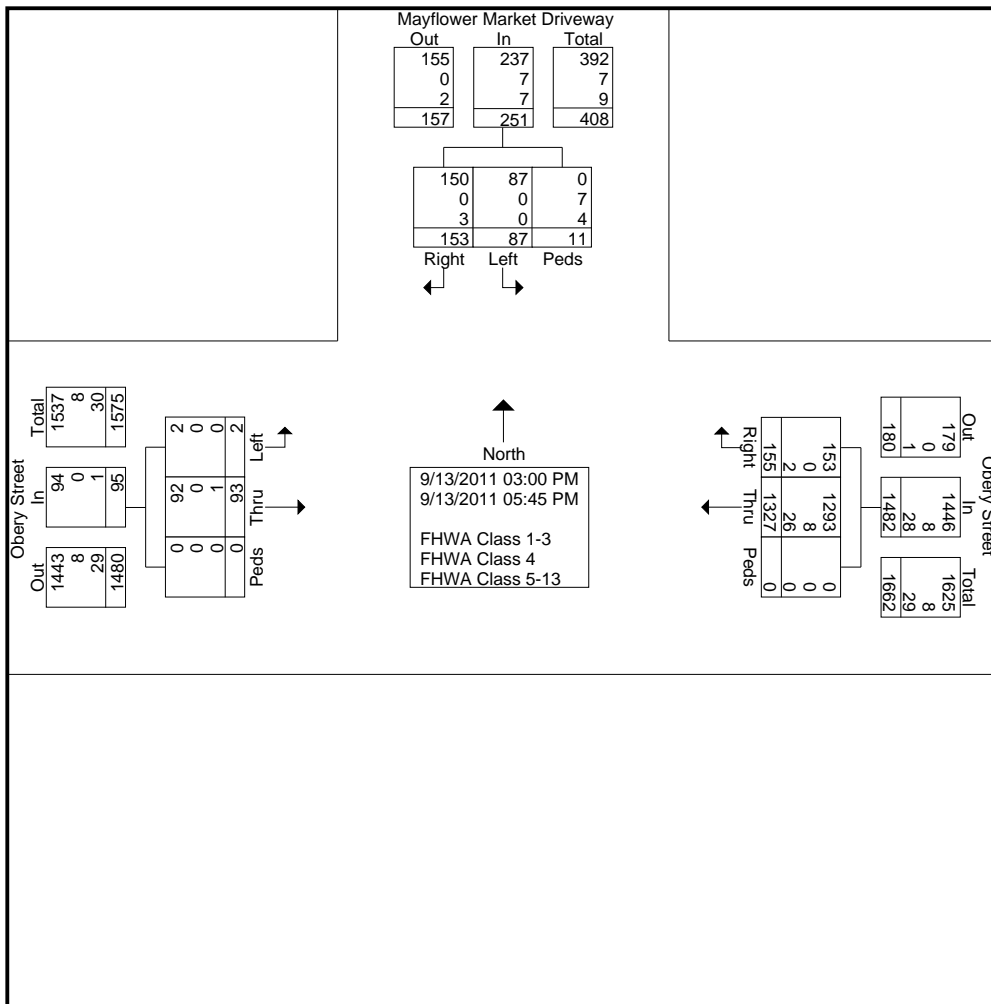 Mayflower Market Driveway
Out In Total
155 237 392
0 7 7
2 7 9
157 251 408
150 87 0
0 0 7
3 0 4
153 87 11
Right Left Peds
Obery Street
Total
1537
8
30
1575
In
94
0
1
95
Out
1443
8
29
1480
Left
2
0
0
2
Thru
92
0
1
93
Peds
0
0
0
0
North
9/13/2011 03:00 PM
9/13/2011 05:45 PM
FHWA Class 1-3
FHWA Class 4
FHWA Class 5-13
Right
153
0
2
155
Thru
1293
8
26
1327
Peds
0
0
0
0
Obery Street
Out
179
0
1
180
In
1446
8
28
1482
Total
1625
8
29
1662